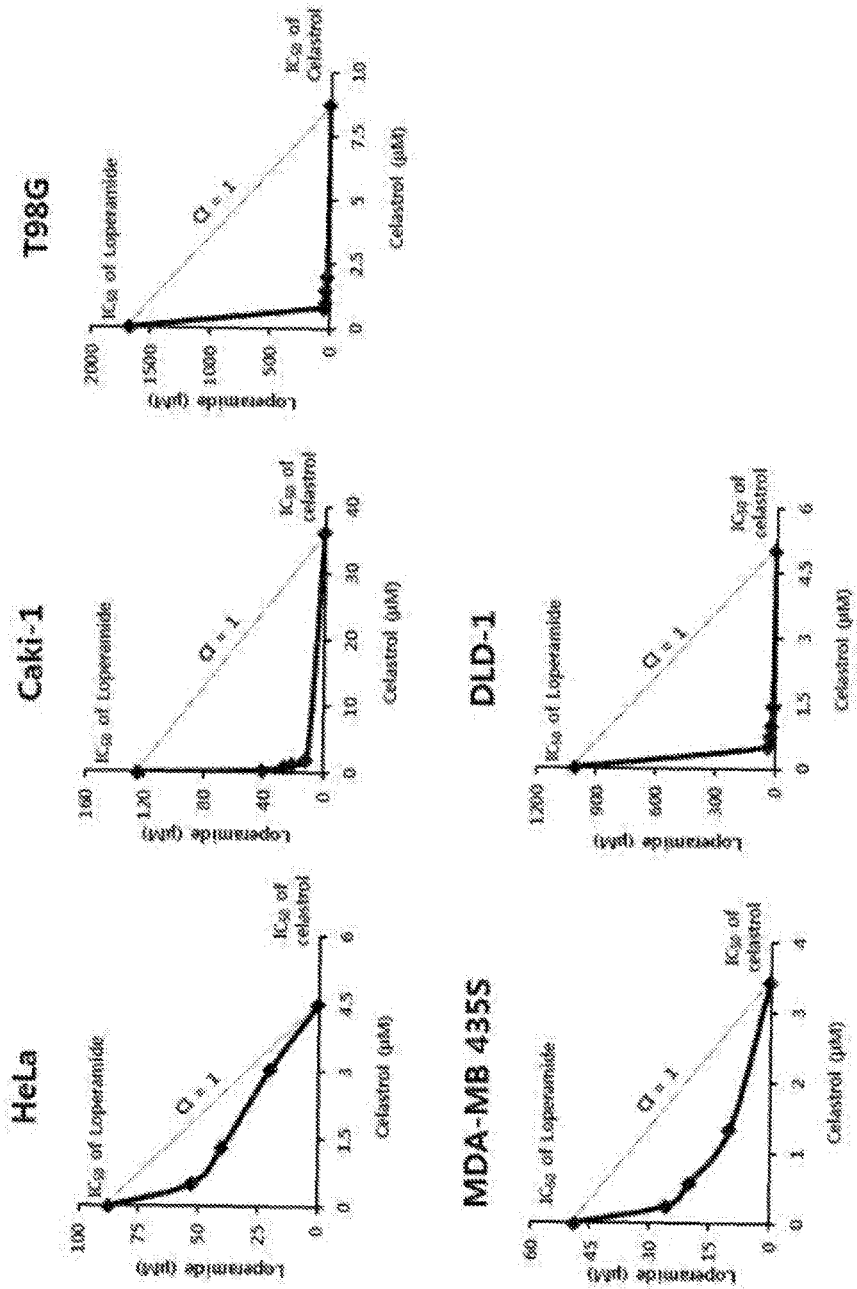 HeLa
IC50 of Loperamide
CI = 1
IC50 of
celastrol
Loperamide (µM)
100
75
50
25
0
0
1.5
3
4.5
6
Celastrol (µM)
Caki-1
IC50 of Loperamide
CI = 1
IC50 of
celastrol
Loperamide (µM)
160
120
80
40
0
0
10
20
30
40
Celastrol (µM)
T98G
IC50 of Loperamide
CI = 1
IC50 of
Celastrol
Loperamide (µM)
2000
1500
1000
500
0
0
2.5
5
7.5
10
Celastrol (µM)
MDA-MB 435S
IC50 of Loperamide
CI = 1
IC50 of
celastrol
Loperamide (µM)
60
45
30
15
0
0
1
2
3
4
Celastrol (µM)
DLD-1
IC50 of Loperamide
CI = 1
IC50 of
celastrol
Loperamide (µM)
1200
900
600
300
0
0
1.5
3
4.5
6
Celastrol (µM)